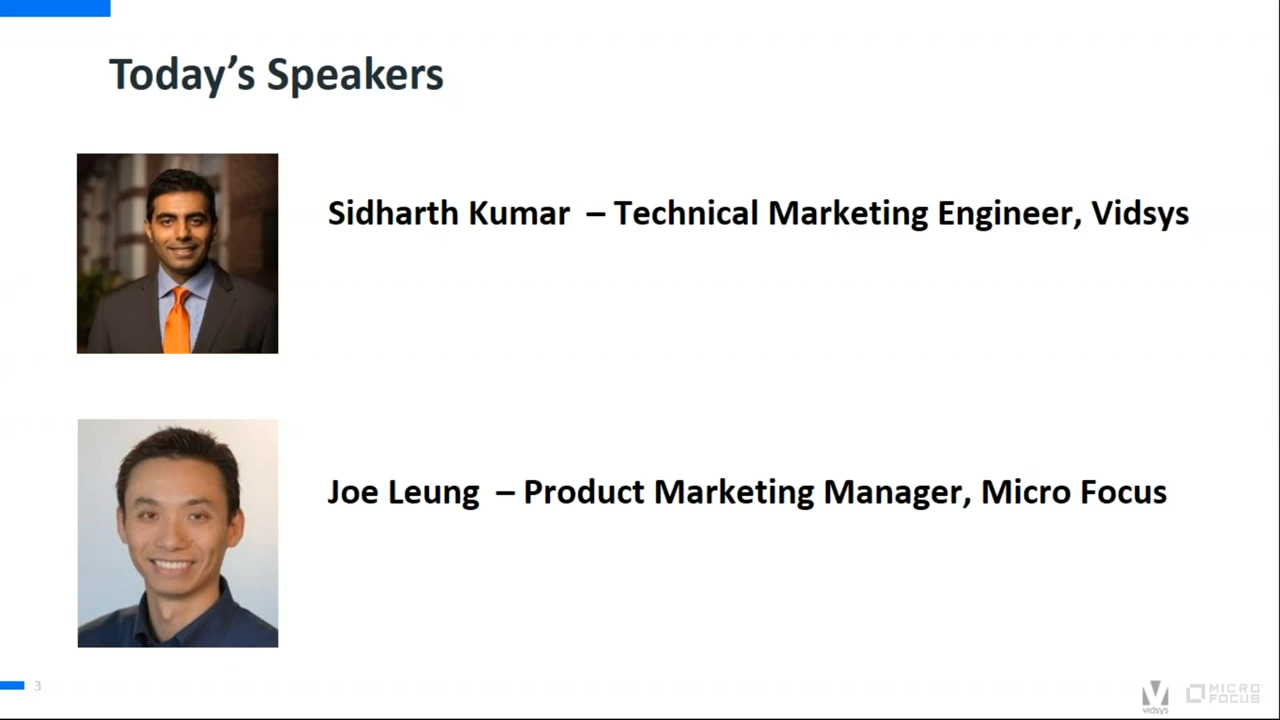 Today’s Speakers
Sidharth Kumar – Technical Marketing Engineer, Vidsys
Joe Leung – Product Marketing Manager, Micro Focus
3
vidsys
MICRO
FOCUS